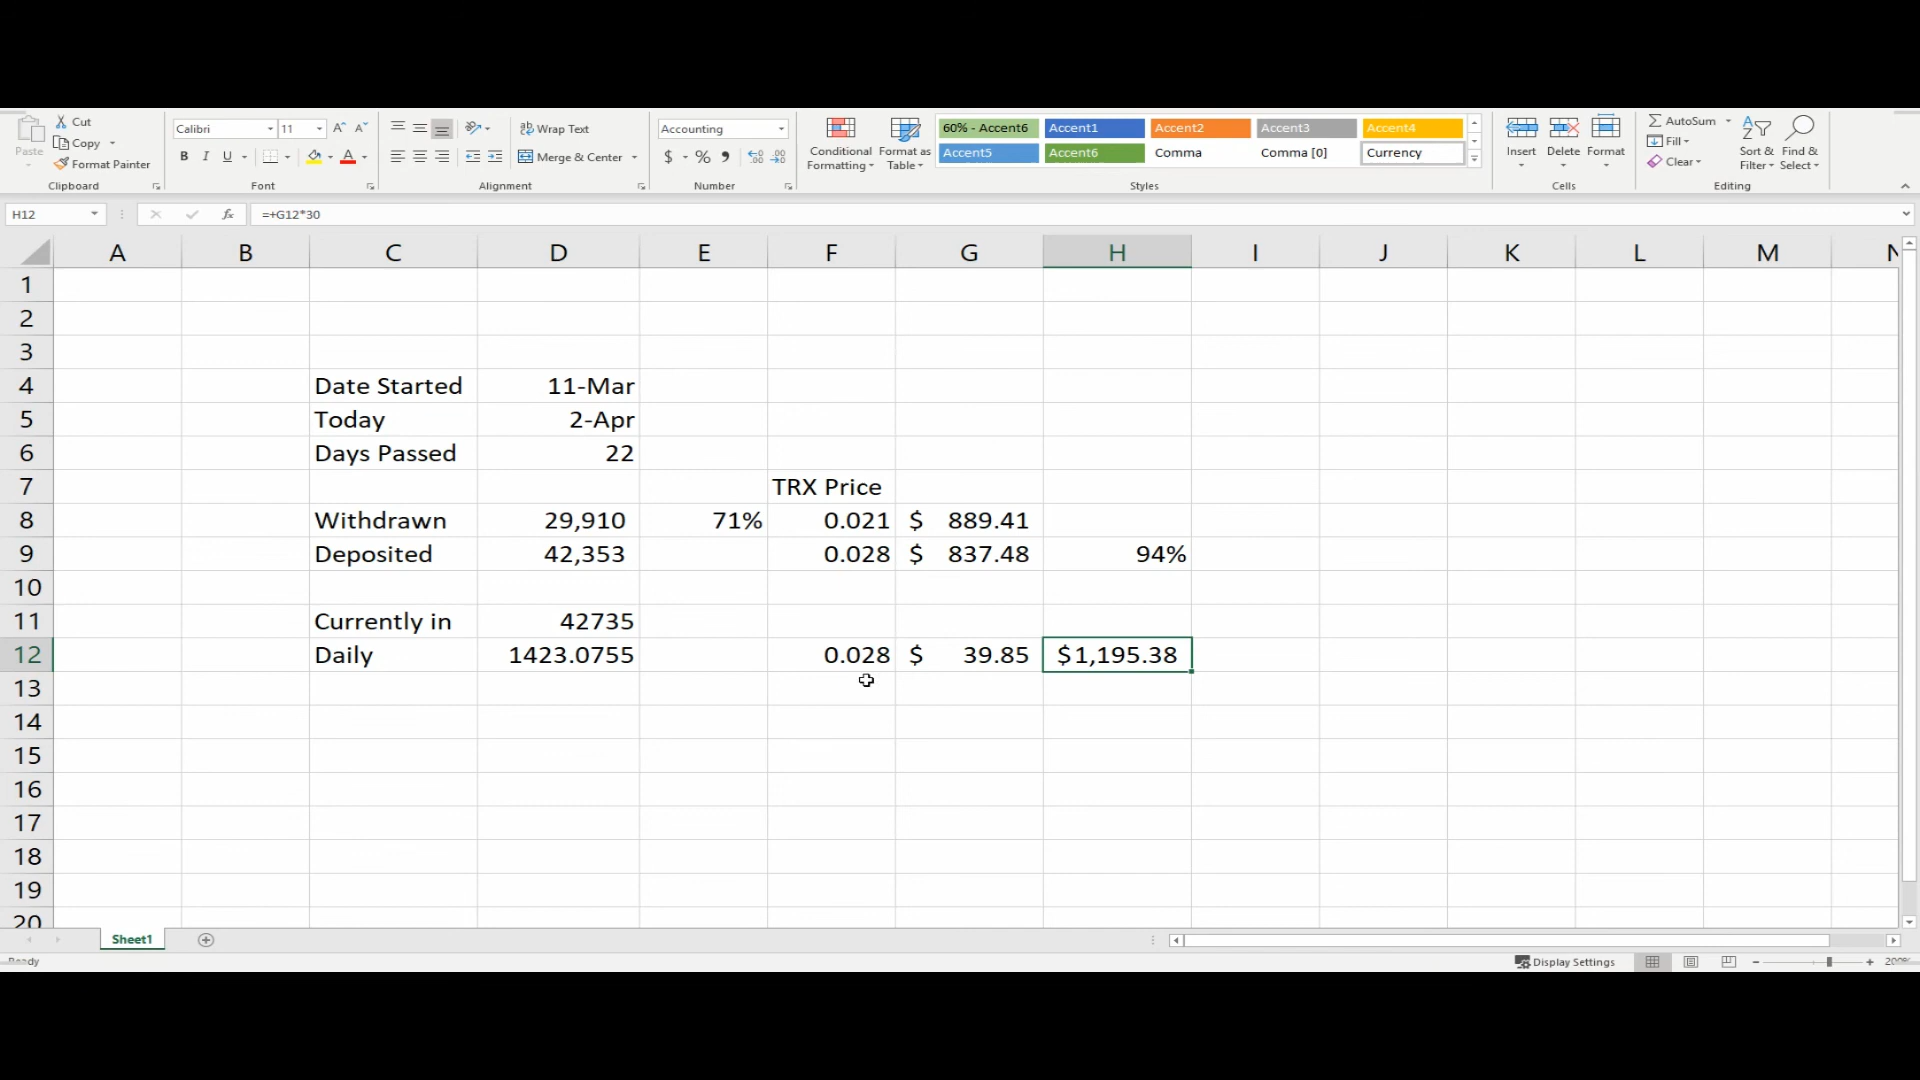 Cut
Copy
Format Painter
Paste
Clipboard
Calibri 11
B I U
Font
Wrap Text
Merge & Center
Alignment
Accounting
$ % ,
Number
Conditional Formatting
Format as Table
60% - Accent6 Accent1 Accent2 Accent3 Accent4
Accent5 Accent6 Comma Comma [0] Currency
Styles
Insert Delete Format
Cells
AutoSum
Fill
Clear
Sort & Filter
Find & Select
Editing
H12 fx =+G12*30
A B C D E F G H I J K L M N
1
2
3
4 Date Started 11-Mar
5 Today 2-Apr
6 Days Passed 22
7 TRX Price
8 Withdrawn 29,910 71% 0.021 $ 889.41
9 Deposited 42,353 0.028 $ 837.48 94%
10
11 Currently in 42735
12 Daily 1423.0755 0.028 $ 39.85 $1,195.38
13
14
15
16
17
18
19
20
Sheet1
Ready Display Settings 200%